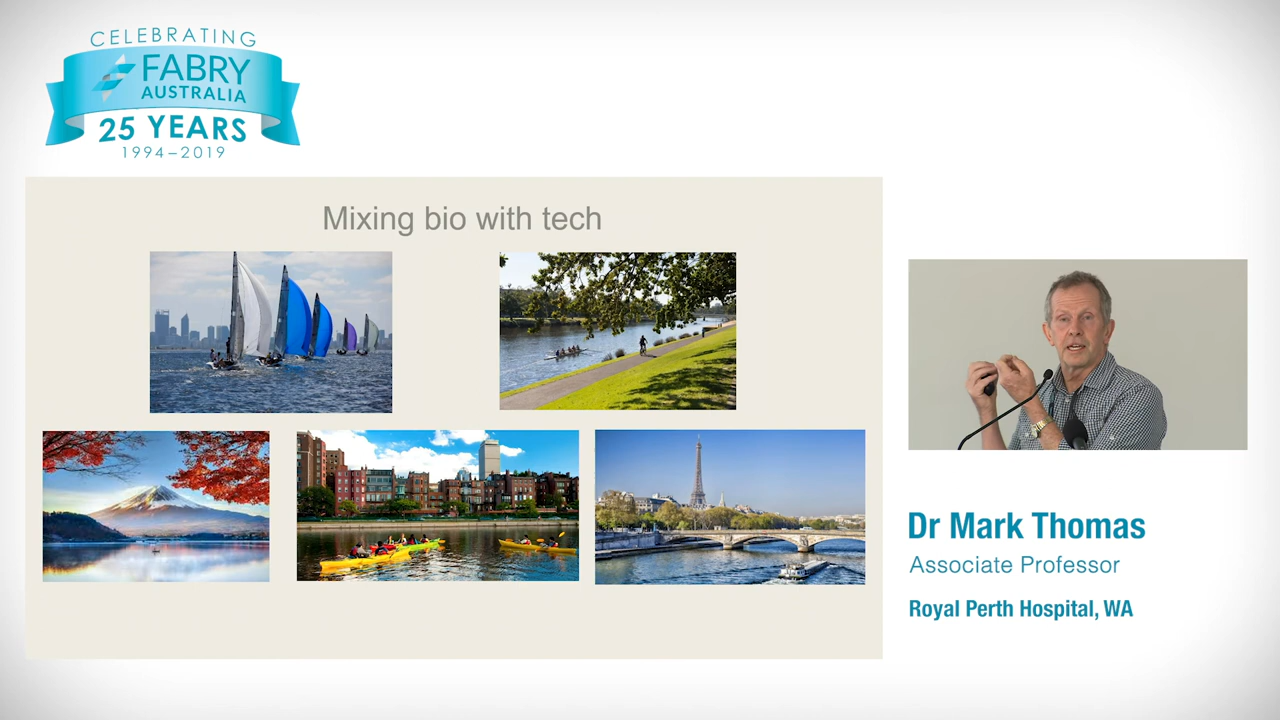 CELEBRATING
FABRY
AUSTRALIA
25 YEARS
1994–2019
Mixing bio with tech
Dr Mark Thomas
Associate Professor
Royal Perth Hospital, WA